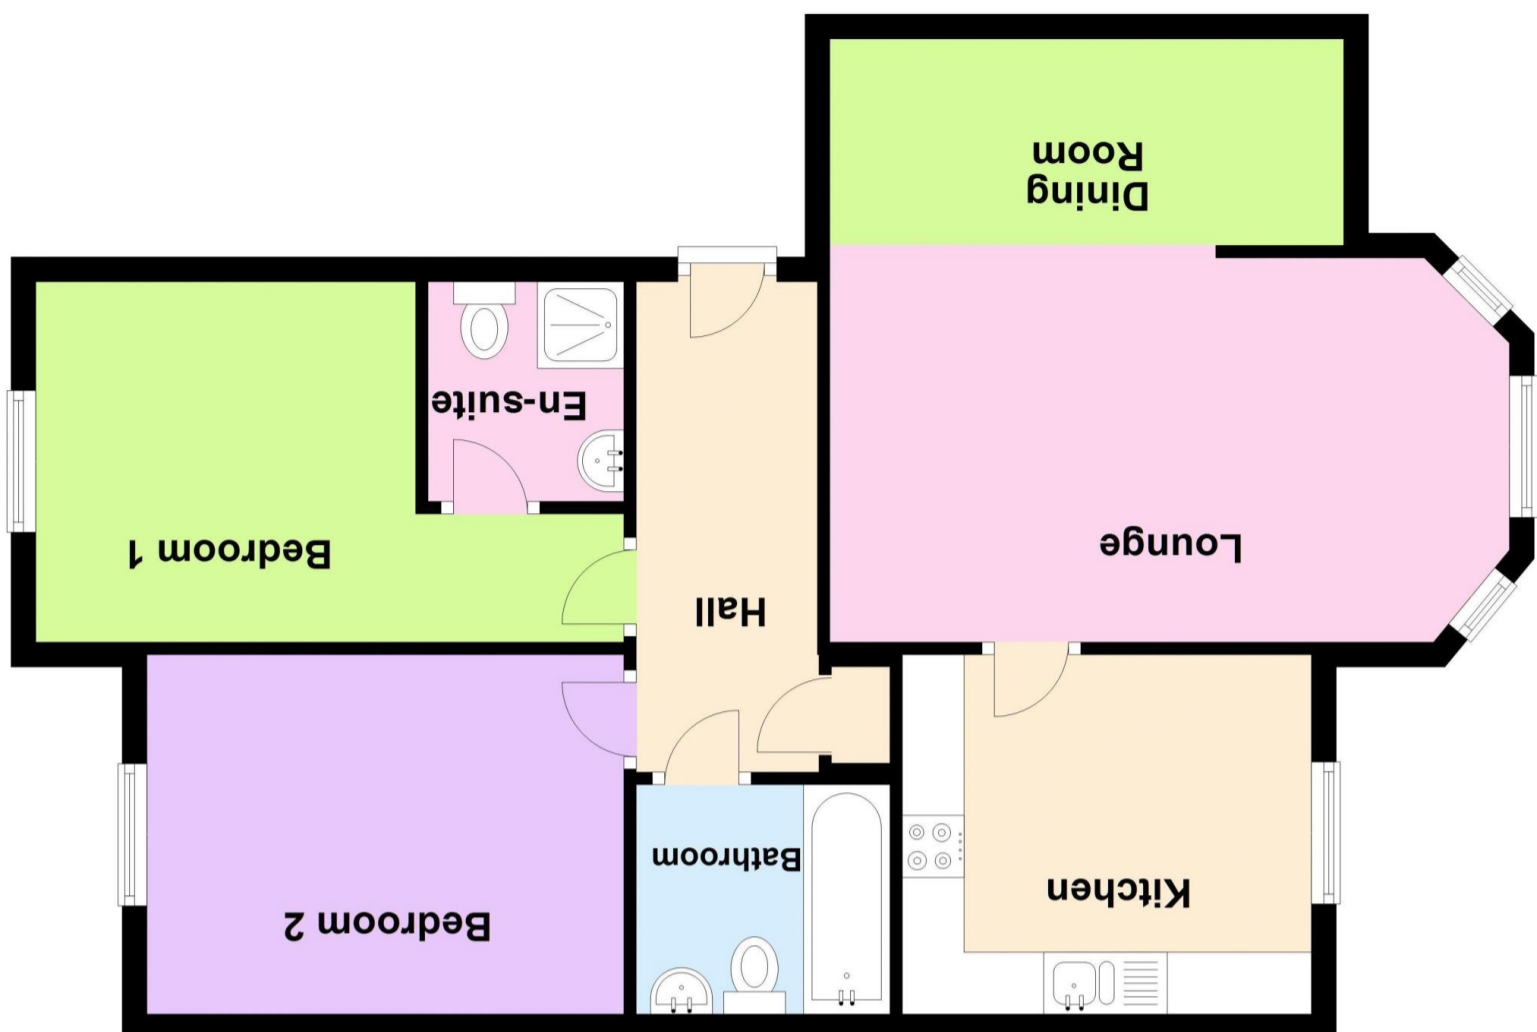 Bedroom 2
Kitchen
Bathroom
Hall
Lounge
Bedroom 1
En-suite
Dining
Room